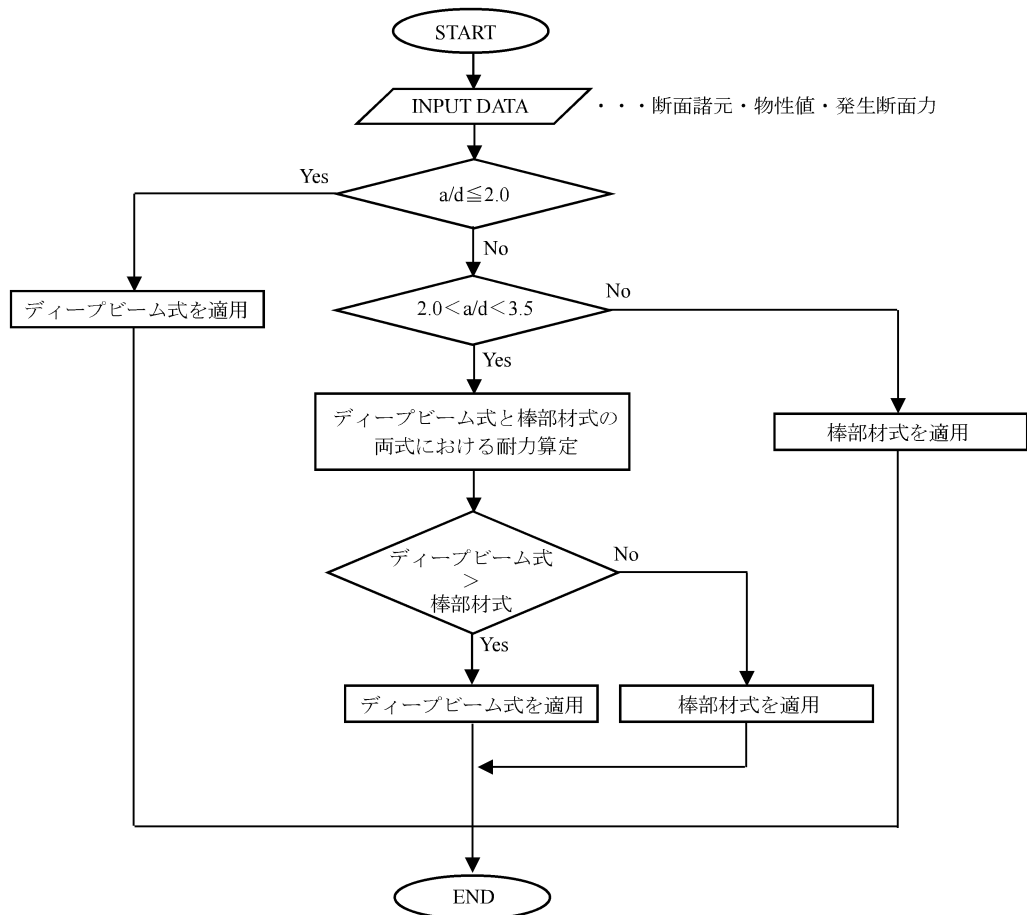 START
INPUT DATA
・・・断面諸元・物性値・発生断面力
Yes
a/d≦2.0
No
ディープビーム式を適用
2.0＜a/d＜3.5
No
Yes
ディープビーム式と棒部材式の
両式における耐力算定
棒部材式を適用
ディープビーム式
＞
棒部材式
No
Yes
ディープビーム式を適用
棒部材式を適用
END